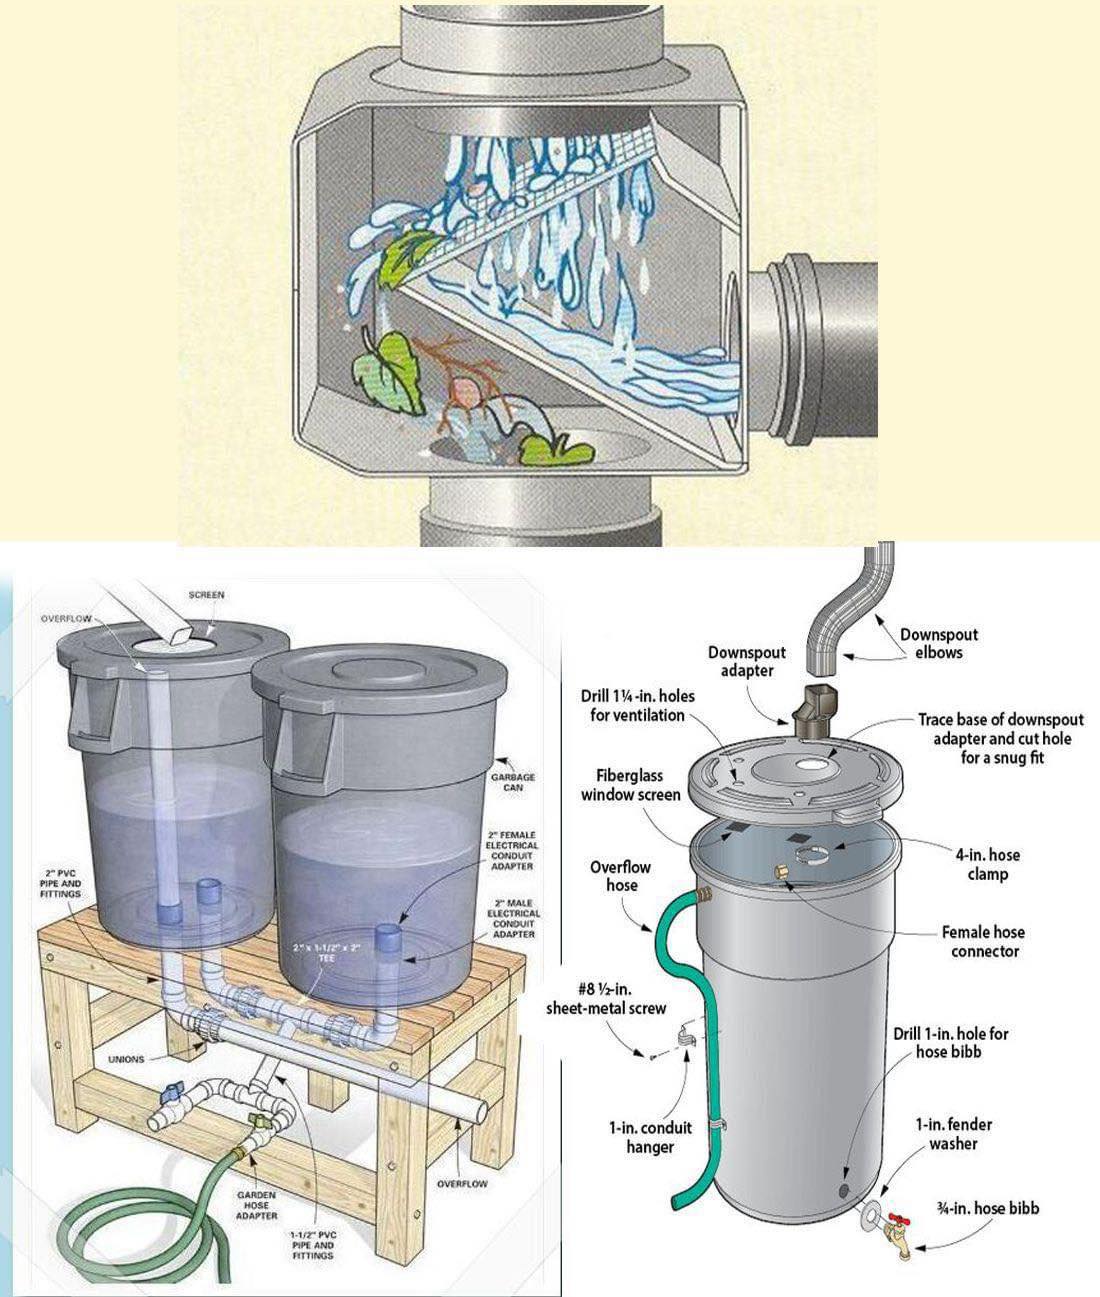 SCREEN
OVERFLOW
GARBAGE
CAN
2" FEMALE
ELECTRICAL
CONDUIT
ADAPTER
2" PVC
PIPE AND
FITTINGS
2" MALE
ELECTRICAL
CONDUIT
ADAPTER
2" x 1-1/2" x 2"
TEE
UNIONS
OVERFLOW
GARDEN
HOSE
ADAPTER
1-1/2" PVC
PIPE AND
FITTINGS
Downspout
elbows
Downspout
adapter
Drill 1¼-in. holes
for ventilation
Trace base of downspout
adapter and cut hole
for a snug fit
Fiberglass
window screen
4-in. hose
clamp
Overflow
hose
Female hose
connector
#8 ½-in.
sheet-metal screw
Drill 1-in. hole for
hose bibb
1-in. conduit
hanger
1-in. fender
washer
¾-in. hose bibb